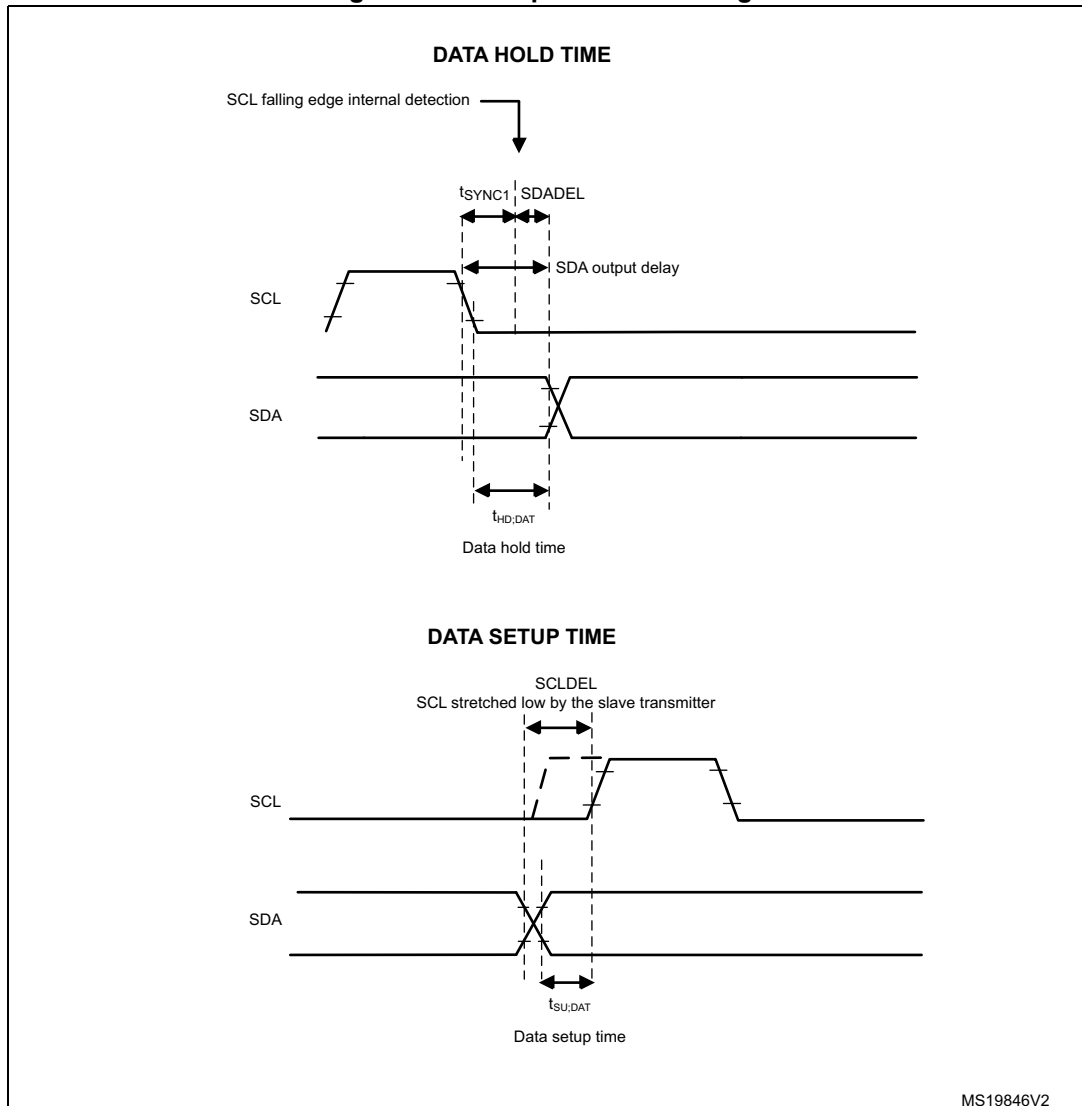 DATA HOLD TIME
SCL falling edge internal detection
tSYNC1 SDADEL
SDA output delay
SCL
SDA
tHD;DAT
Data hold time
DATA SETUP TIME
SCLDEL
SCL stretched low by the slave transmitter
SCL
SDA
tSU;DAT
Data setup time
MS19846V2